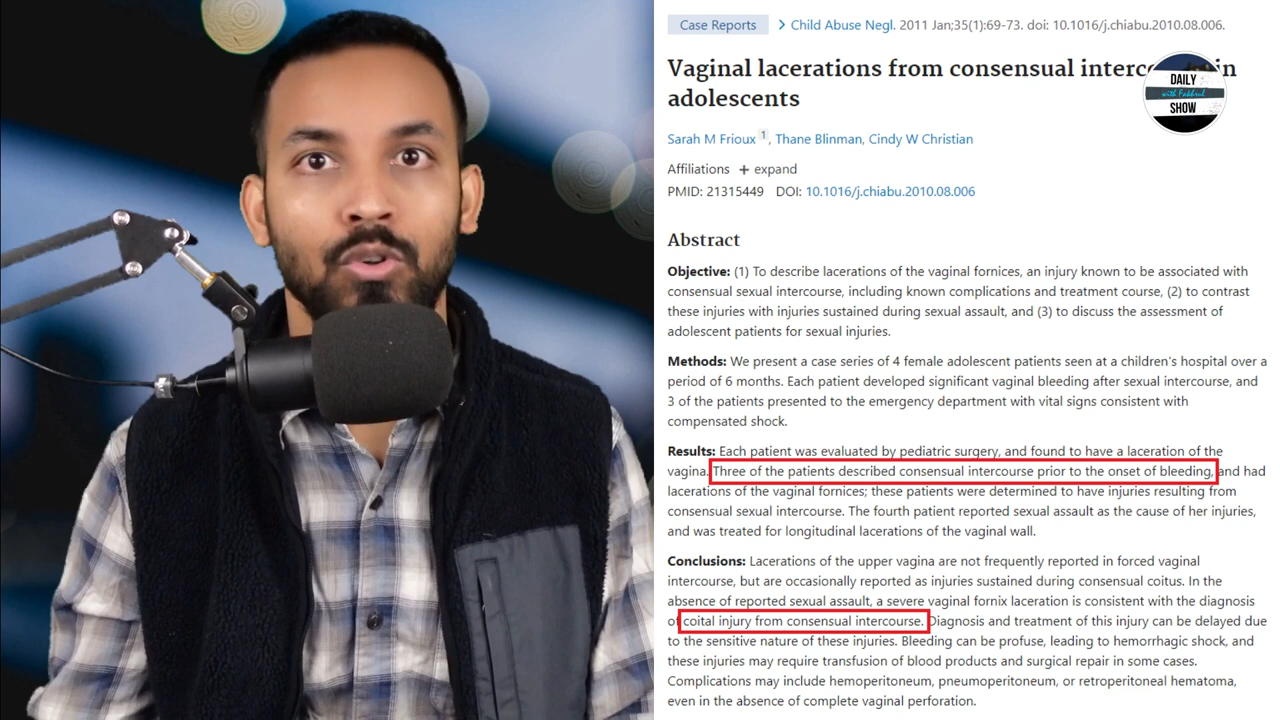 Case Reports > Child Abuse Negl. 2011 Jan;35(1):69-73. doi: 10.1016/j.chiabu.2010.08.006.
Vaginal lacerations from consensual in
adolescents
DAILY
with Fakhrul
SHOW
Sarah M Frioux 1, Thane Blinman, Cindy W Christian
Affiliations + expand
PMID: 21315449 DOI: 10.1016/j.chiabu.2010.08.006
Abstract
Objective: (1) To describe lacerations of the vaginal fornices, an injury known to be associated with
consensual sexual intercourse, including known complications and treatment course, (2) to contrast
these injuries with injuries sustained during sexual assault, and (3) to discuss the assessment of
adolescent patients for sexual injuries.
Methods: We present a case series of 4 female adolescent patients seen at a children's hospital over a
period of 6 months. Each patient developed significant vaginal bleeding after sexual intercourse, and
3 of the patients presented to the emergency department with vital signs consistent with
compensated shock.
Results: Each patient was evaluated by pediatric surgery, and found to have a laceration of the
vagina. Three of the patients described consensual intercourse prior to the onset of bleeding, and had
lacerations of the vaginal fornices; these patients were determined to have injuries resulting from
consensual sexual intercourse. The fourth patient reported sexual assault as the cause of her injuries,
and was treated for longitudinal lacerations of the vaginal wall.
Conclusions: Lacerations of the upper vagina are not frequently reported in forced vaginal
intercourse, but are occasionally reported as injuries sustained during consensual coitus. In the
absence of reported sexual assault, a severe vaginal fornix laceration is consistent with the diagnosis
of coital injury from consensual intercourse. Diagnosis and treatment of this injury can be delayed due
to the sensitive nature of these injuries. Bleeding can be profuse, leading to hemorrhagic shock, and
these injuries may require transfusion of blood products and surgical repair in some cases.
Complications may include hemoperitoneum, pneumoperitoneum, or retroperitoneal hematoma,
even in the absence of complete vaginal perforation.